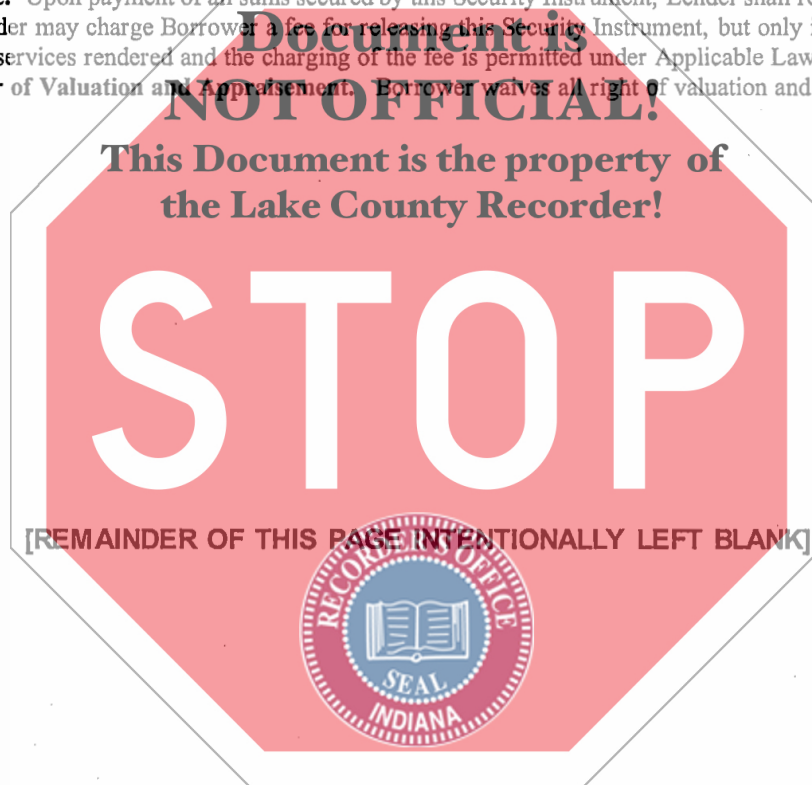 Upon payment of all sums secured by this Security Instrument, Lender shall
der may charge Borrower a fee for releasing this Security Instrument, but only
Document is
services rendered and the charging of the fee is permitted under Applicable Law
r of Valuation and Appraisement. Borrower waives all right of valuation and
NOT OFFICIAL!
This Document is the property of
the Lake County Recorder!
STOP
[REMAINDER OF THIS PAGE INTENTIONALLY LEFT BLANK]
RECORDER'S OFFICE
SEAL
INDIANA